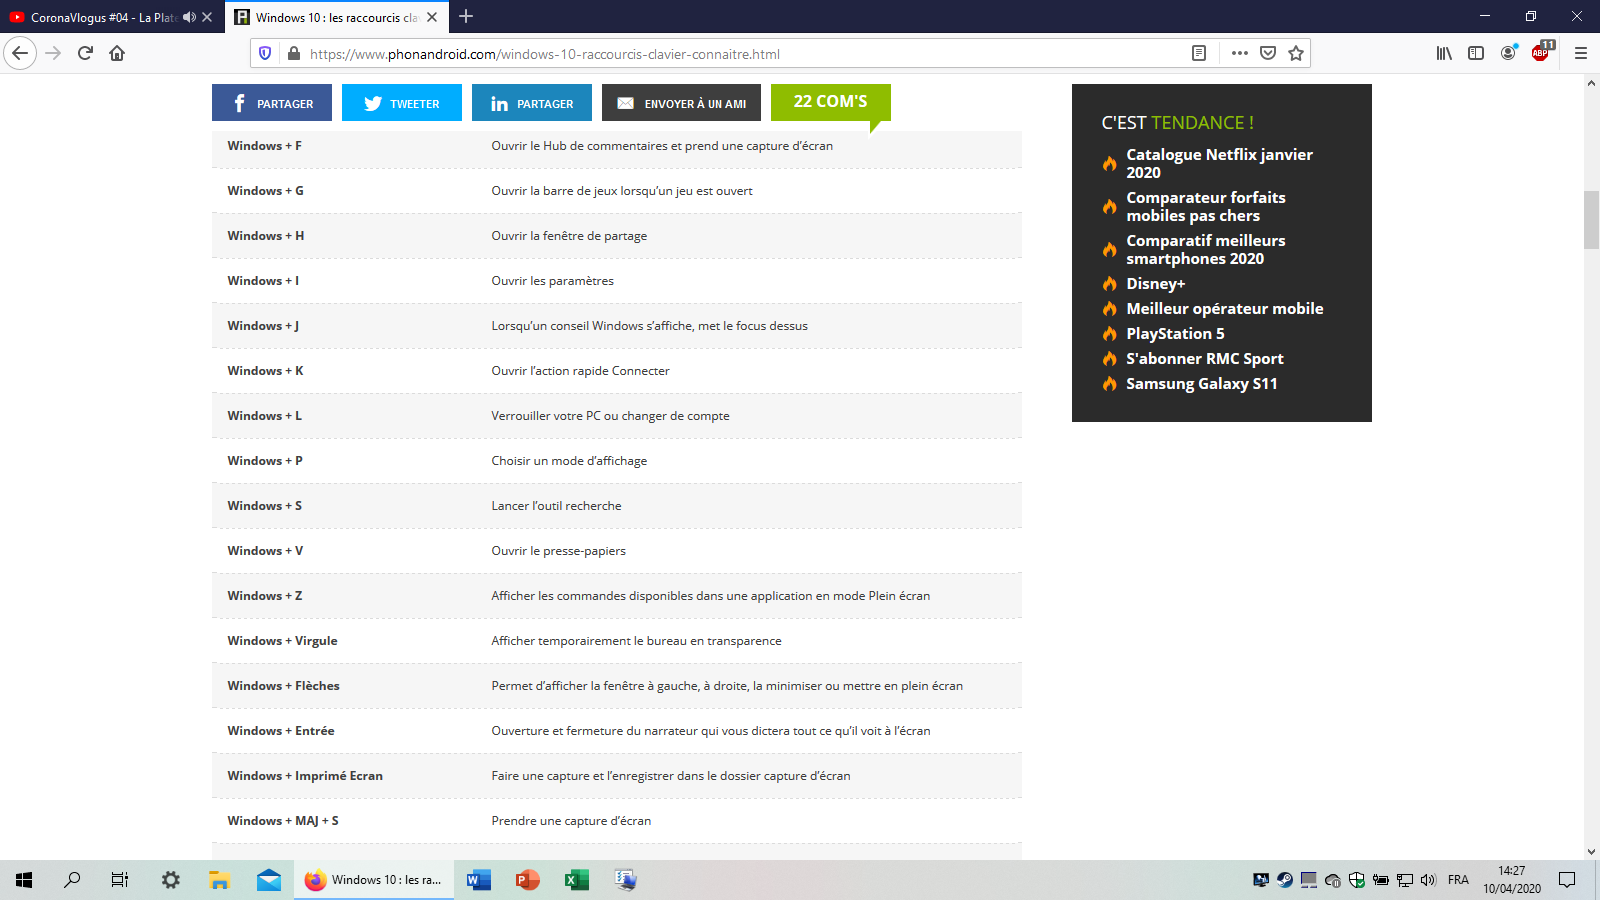 CoronaVlogus #04 - La Plat
Windows 10 : les raccourcis cla
https://www.phonandroid.com/windows-10-raccourcis-clavier-connaitre.html
ABP
11
PARTAGER
TWEETER
PARTAGER
ENVOYER À UN AMI
22 COM'S
Windows + F Ouvrir le Hub de commentaires et prend une capture d’écran
Windows + G Ouvrir la barre de jeux lorsqu’un jeu est ouvert
Windows + H Ouvrir la fenêtre de partage
Windows + I Ouvrir les paramètres
Windows + J Lorsqu’un conseil Windows s’affiche, met le focus dessus
Windows + K Ouvrir l’action rapide Connecter
Windows + L Verrouiller votre PC ou changer de compte
Windows + P Choisir un mode d’affichage
Windows + S Lancer l’outil recherche
Windows + V Ouvrir le presse-papiers
Windows + Z Afficher les commandes disponibles dans une application en mode Plein écran
Windows + Virgule Afficher temporairement le bureau en transparence
Windows + Flèches Permet d’afficher la fenêtre à gauche, à droite, la minimiser ou mettre en plein écran
Windows + Entrée Ouverture et fermeture du narrateur qui vous dictera tout ce qu’il voit à l’écran
Windows + Imprimé Ecran Faire une capture et l’enregistrer dans le dossier capture d’écran
Windows + MAJ + S Prendre une capture d’écran
C'EST TENDANCE !
Catalogue Netflix janvier
2020
Comparateur forfaits
mobiles pas chers
Comparatif meilleurs
smartphones 2020
Disney+
Meilleur opérateur mobile
PlayStation 5
S'abonner RMC Sport
Samsung Galaxy S11
Windows 10 : les ra...
FRA
14:27
10/04/2020